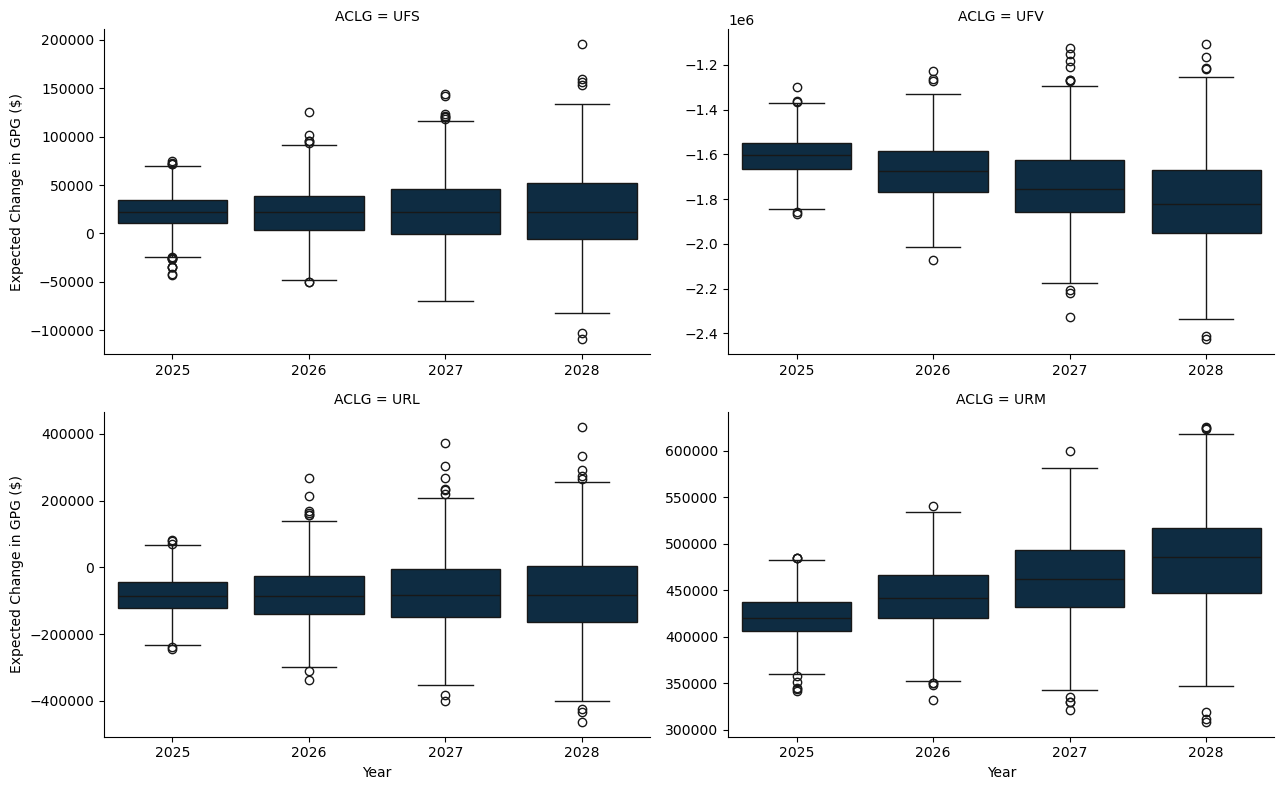 ACLG = UFS
Expected Change in GPG ($)
200000
150000
100000
50000
0
−50000
−100000
2025 2026 2027 2028
ACLG = UFV
1e6
−1.2
−1.4
−1.6
−1.8
−2.0
−2.2
−2.4
2025 2026 2027 2028
ACLG = URL
Expected Change in GPG ($)
400000
200000
0
−200000
−400000
2025 2026 2027 2028
Year
ACLG = URM
600000
550000
500000
450000
400000
350000
300000
2025 2026 2027 2028
Year